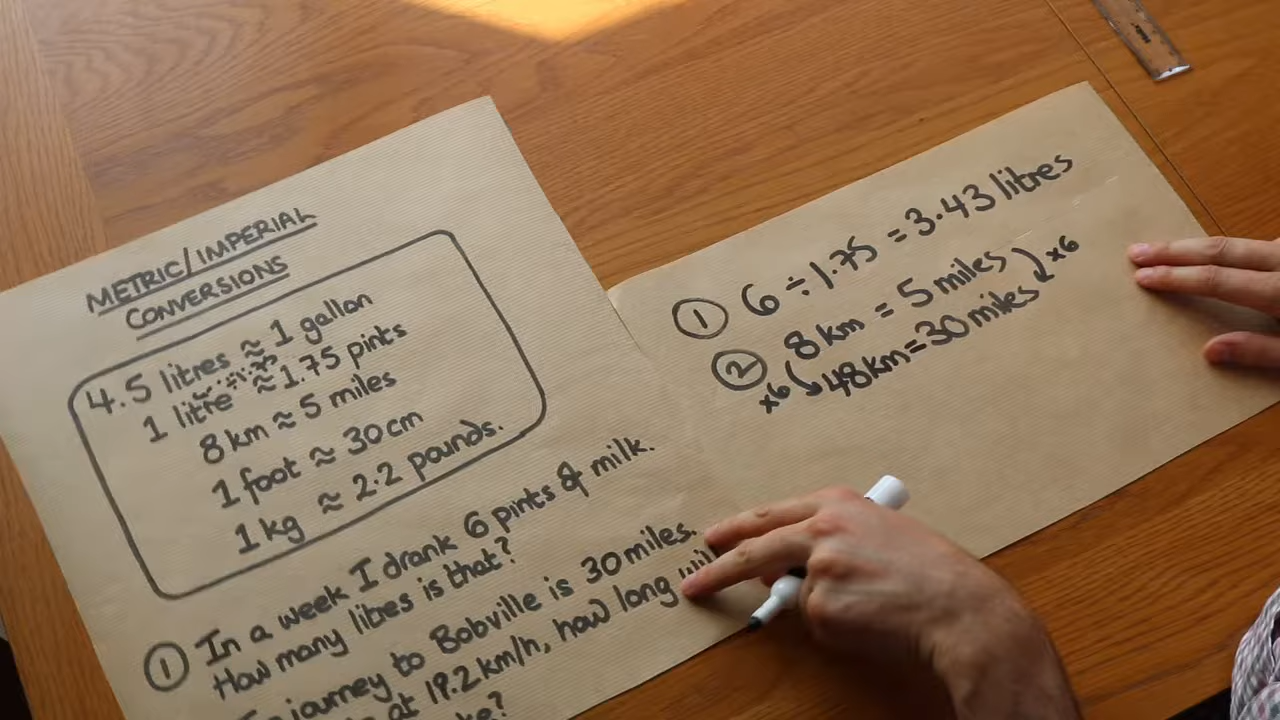 METRIC/IMPERIAL
CONVERSIONS
4.5 litres ≈ 1 gallon
1 litre ≈ 1.75 pints
8 km ≈ 5 miles
1 foot ≈ 30 cm
1 kg ≈ 2.2 pounds.
① In a week I drank 6 pints of milk.
How many litres is that?
journey to Bobville is 30 miles.
at 19.2 km/h, how long
① 6 ÷ 1.75 = 3.43 litres
② 8 km = 5 miles
×6 48 km = 30 miles ×6